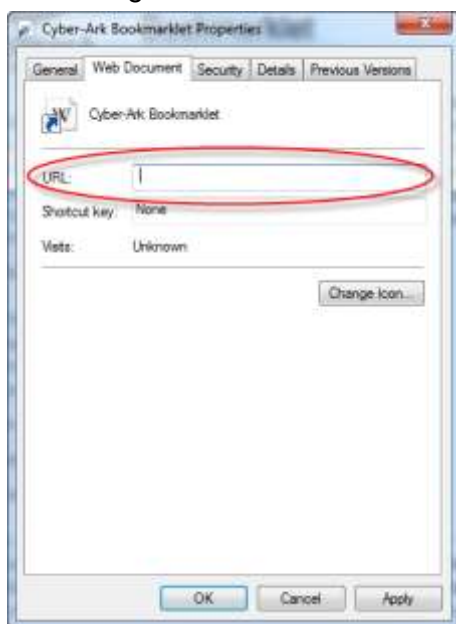 Cyber-Ark Bookmarklet Properties
General Web Document Security Details Previous Versions
Cyber-Ark Bookmarklet
URL:
Shortcut key: None
Visits: Unknown
Change Icon...
OK Cancel Apply